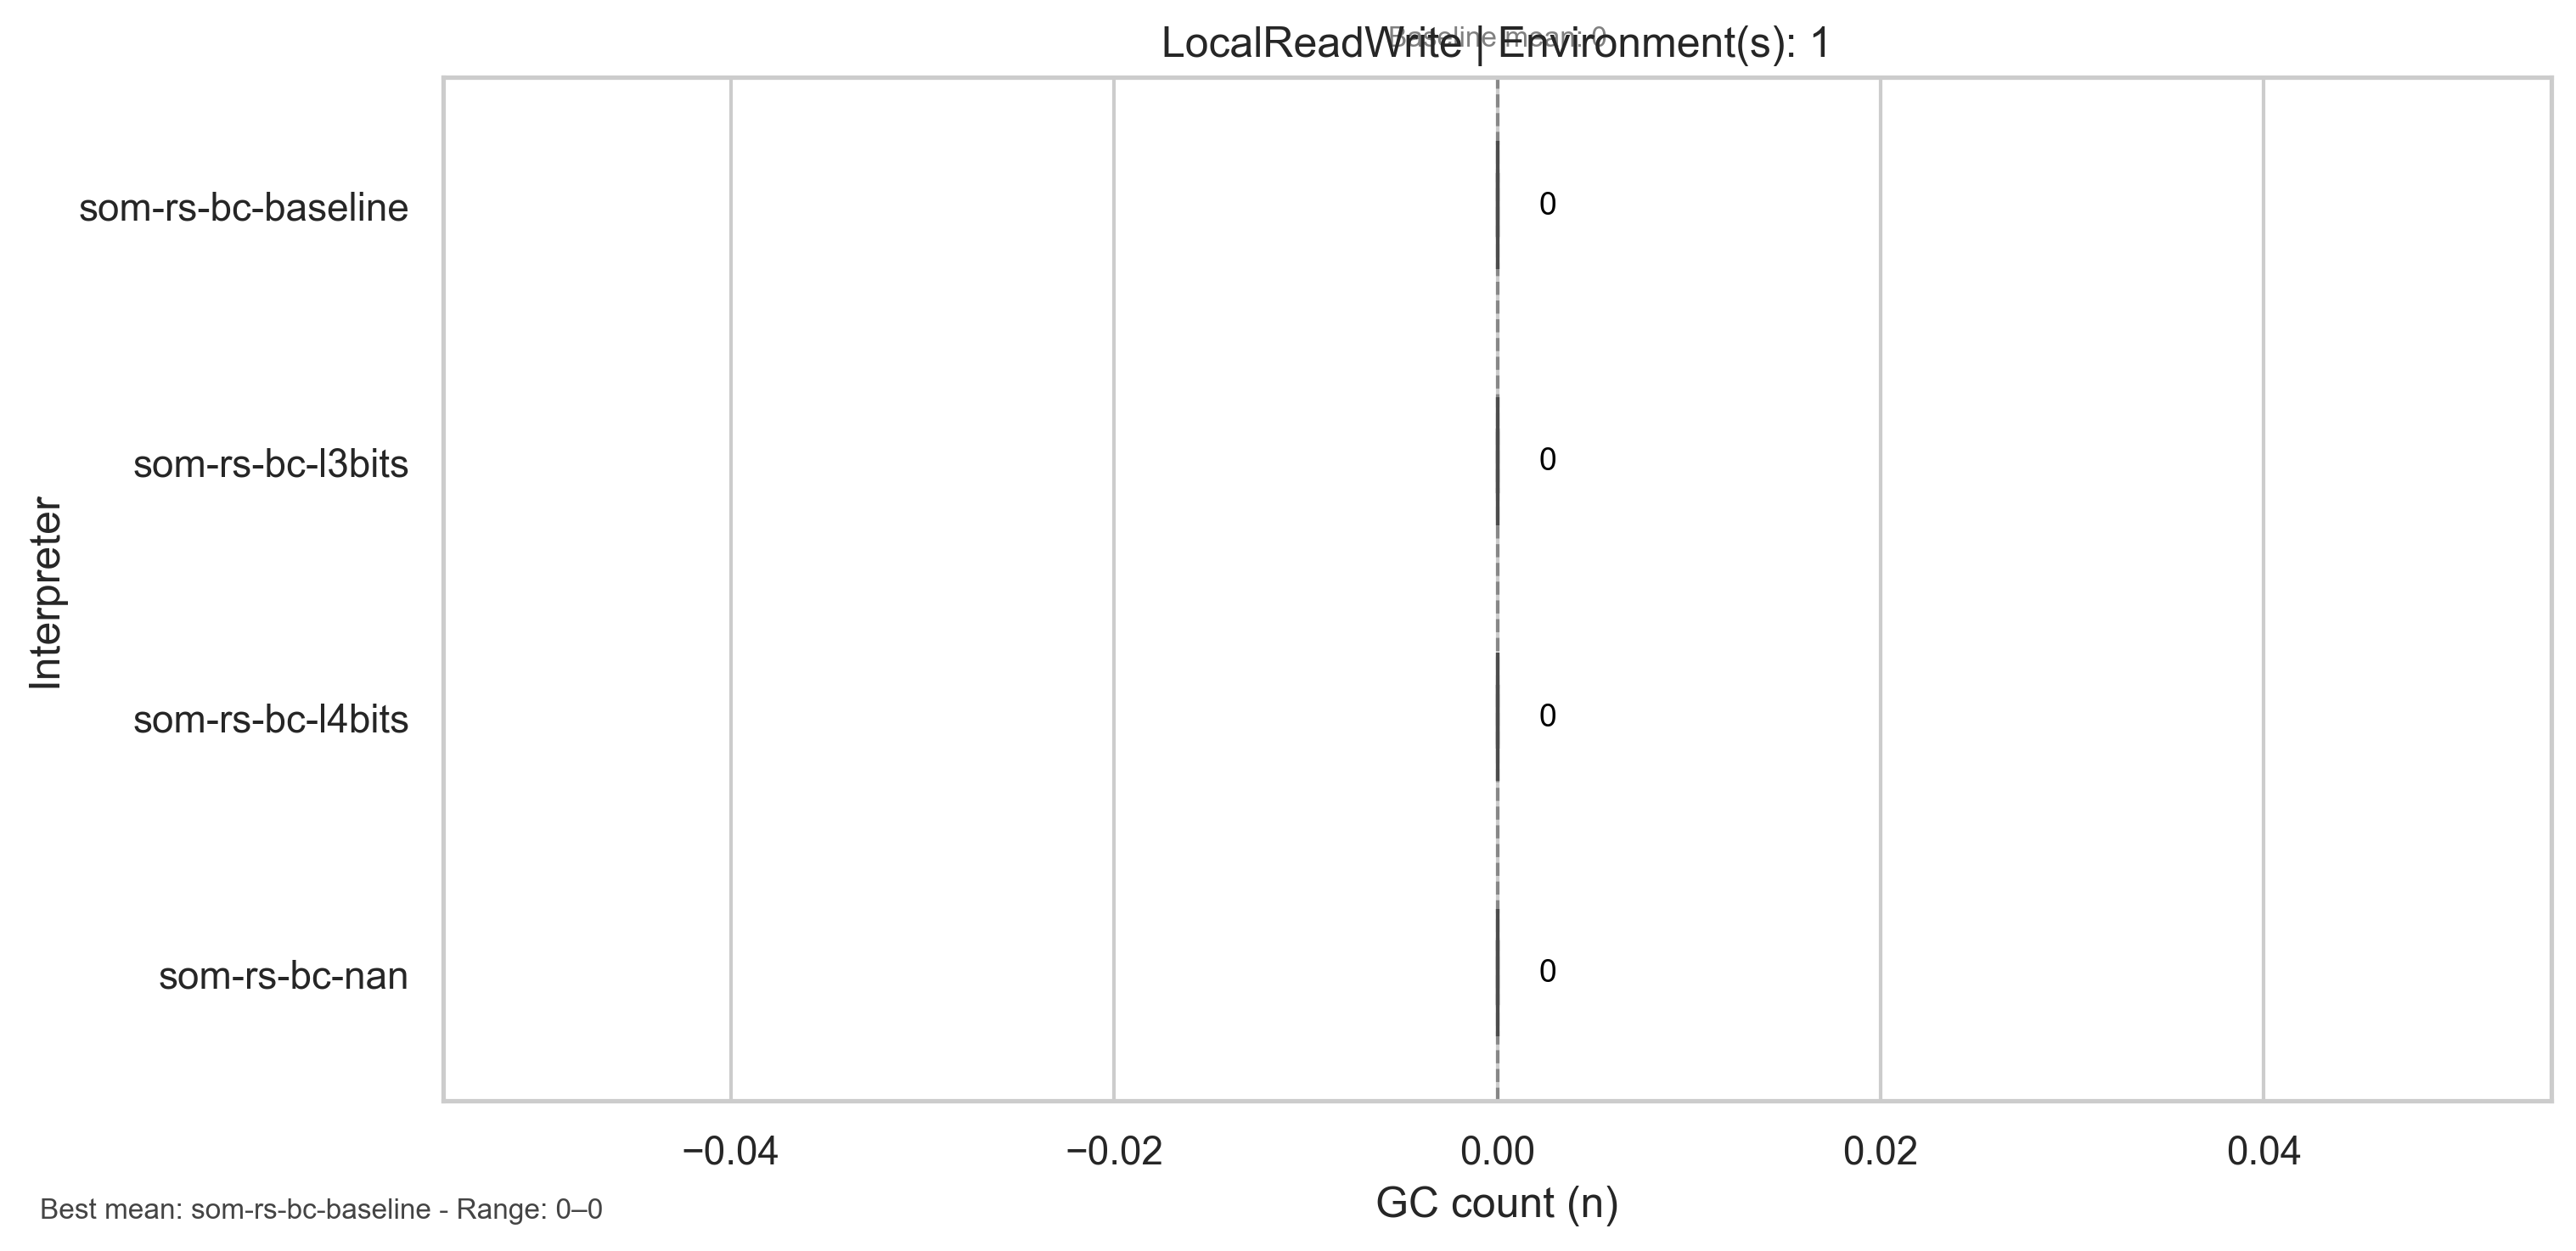 LocalReadWrite | Environment(s): 1
Baseline mean: 0
som-rs-bc-baseline
0
som-rs-bc-l3bits
0
som-rs-bc-l4bits
0
som-rs-bc-nan
0
Interpreter
−0.04
−0.02
0.00
0.02
0.04
GC count (n)
Best mean: som-rs-bc-baseline - Range: 0–0